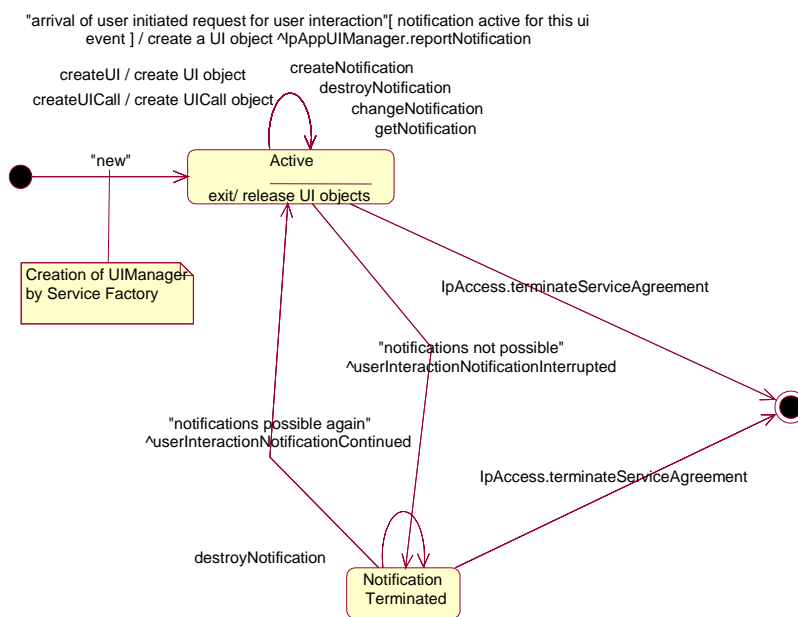 "arrival of user initiated request for user interaction"[ notification active for this ui
event ] / create a UI object ^IpAppUIManager.reportNotification
createUI / create UI object
createUICall / create UICall object
createNotification
destroyNotification
changeNotification
getNotification
"new"
Active
exit/ release UI objects
Creation of UIManager
by Service Factory
IpAccess.terminateServiceAgreement
"notifications not possible"
^userInteractionNotificationInterrupted
"notifications possible again"
^userInteractionNotificationContinued
IpAccess.terminateServiceAgreement
destroyNotification
Notification
Terminated